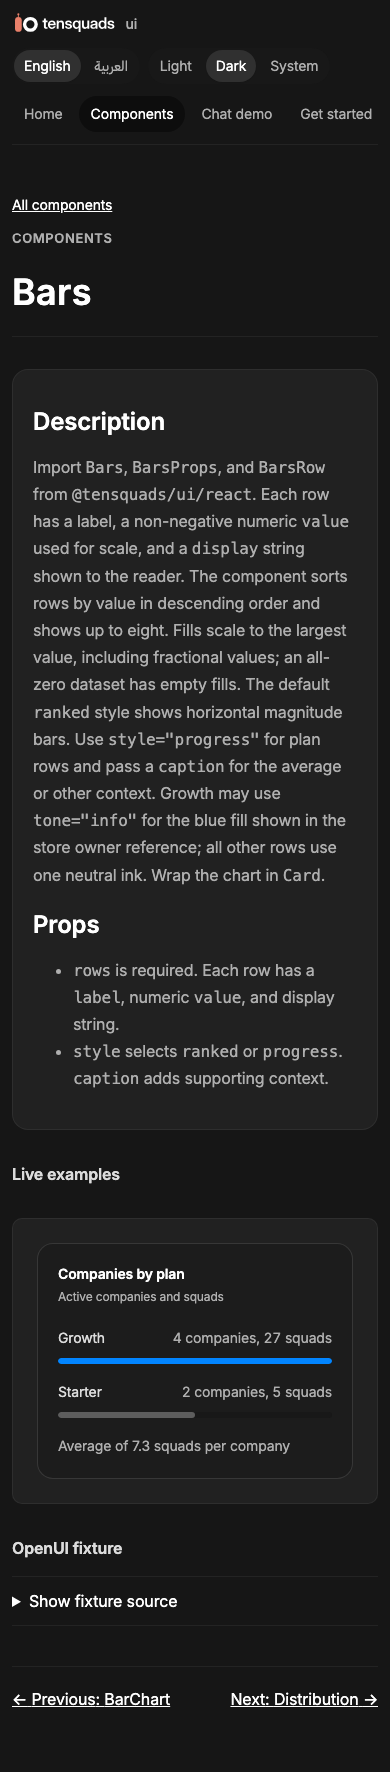 tensquads ui
English العربية Light Dark System
Home Components Chat demo Get started
All components
COMPONENTS
Bars
Description
Import Bars, BarsProps, and BarsRow
from @tensquads/ui/react. Each row
has a label, a non-negative numeric value
used for scale, and a display string
shown to the reader. The component sorts
rows by value in descending order and
shows up to eight. Fills scale to the largest
value, including fractional values; an all-
zero dataset has empty fills. The default
ranked style shows horizontal magnitude
bars. Use style="progress" for plan
rows and pass a caption for the average
or other context. Growth may use
tone="info" for the blue fill shown in the
store owner reference; all other rows use
one neutral ink. Wrap the chart in Card.
Props
• rows is required. Each row has a
label, numeric value, and display
string.
• style selects ranked or progress.
caption adds supporting context.
Live examples
Companies by plan
Active companies and squads
Growth 4 companies, 27 squads
Starter 2 companies, 5 squads
Average of 7.3 squads per company
OpenUI fixture
▶ Show fixture source
← Previous: BarChart Next: Distribution →